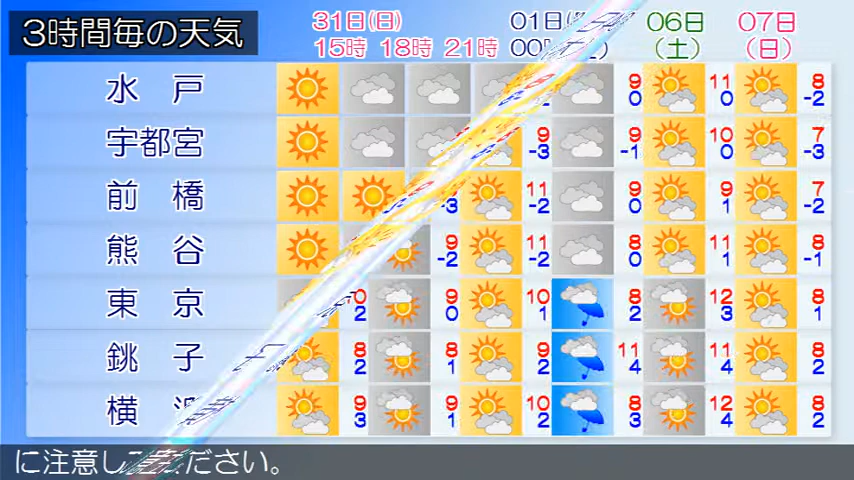 3時間毎の天気
31日(日) 01日 06日 07日
15時 18時 21時 (土) (日)
水 戸 9 0 11 0 8 -2
宇都宮 9 -3 9 -1 10 0 7 -3
前 橋 -3 11 -2 9 0 9 1 7 -2
熊 谷 9 -2 11 -2 8 0 11 1 8 -1
東 京 2 9 0 10 1 8 2 12 3 8 1
銚 子 8 2 8 1 9 2 11 4 11 4 8 2
横 9 3 9 1 10 2 8 3 12 4 8 2
に注意し ください。